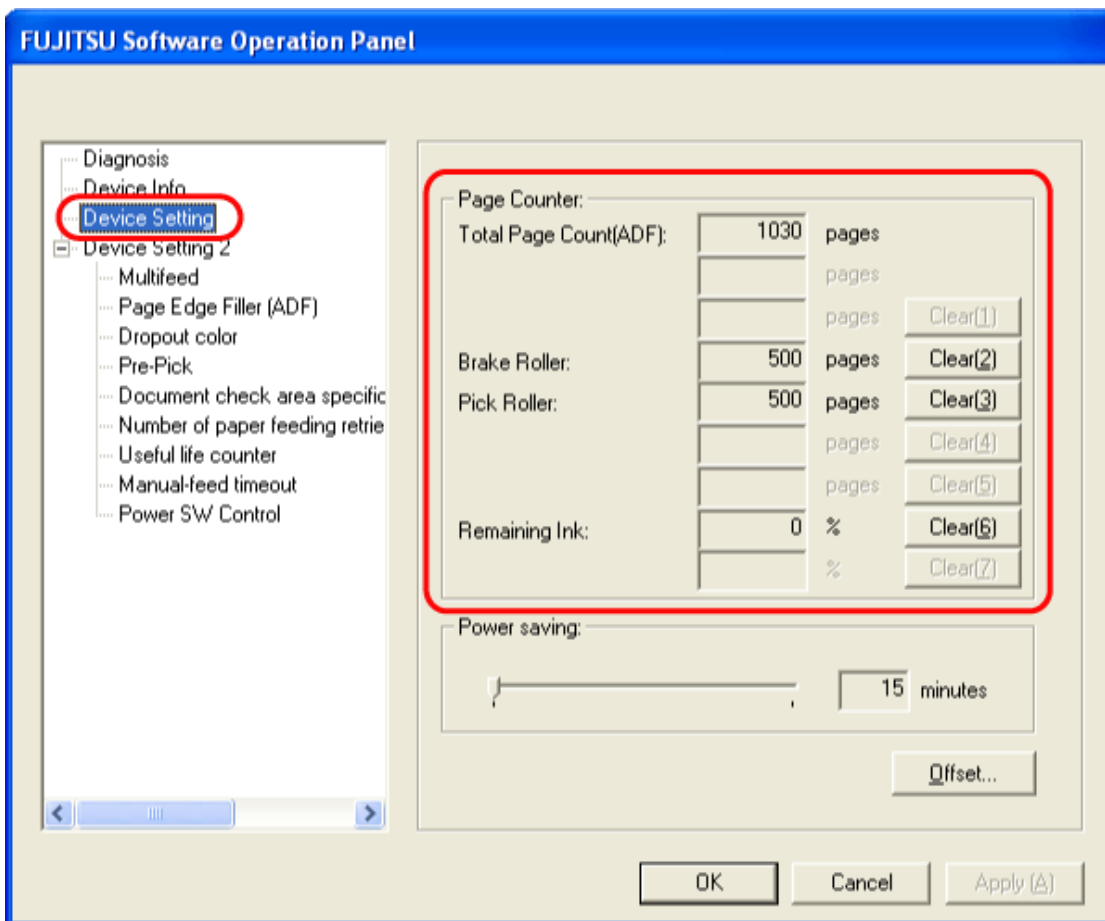 FUJITSU Software Operation Panel
Diagnosis
Device Info
Device Setting
Device Setting 2
Multifeed
Page Edge Filler (ADF)
Dropout color
Pre-Pick
Document check area specific
Number of paper feeding retrie
Useful life counter
Manual-feed timeout
Power SW Control
Page Counter:
Total Page Count(ADF): 1030 pages
pages
pages Clear(1)
Brake Roller: 500 pages Clear(2)
Pick Roller: 500 pages Clear(3)
pages Clear(4)
pages Clear(5)
Remaining Ink: 0 % Clear(6)
% Clear(7)
Power saving:
15 minutes
Offset...
OK Cancel Apply (A)